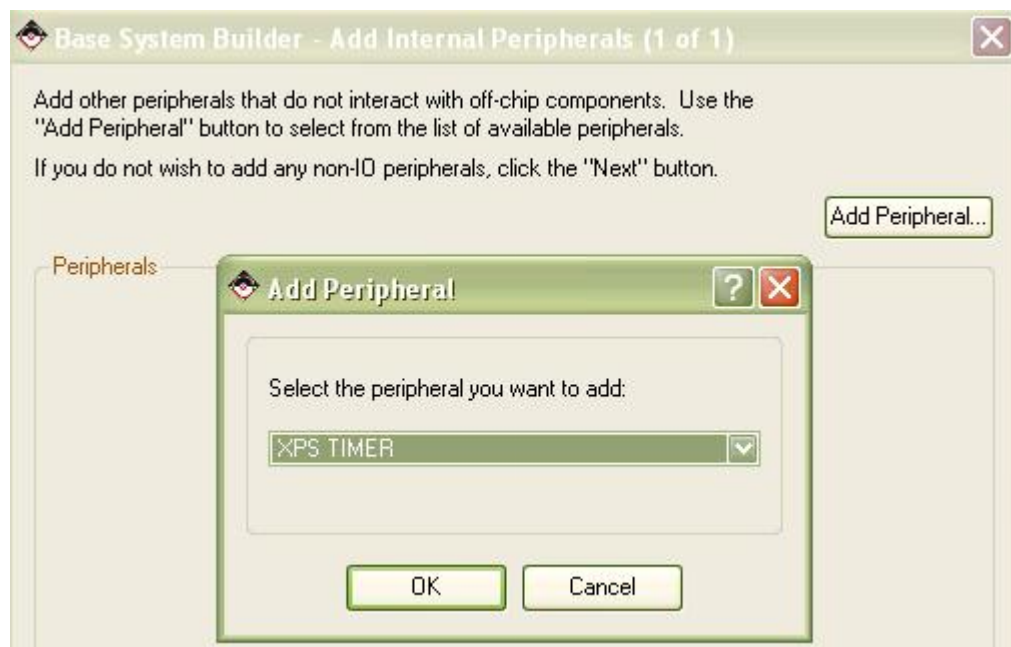 Base System Builder - Add Internal Peripherals (1 of 1)
Add other peripherals that do not interact with off-chip components. Use the
"Add Peripheral" button to select from the list of available peripherals.
If you do not wish to add any non-IO peripherals, click the "Next" button.
Add Peripheral...
Peripherals
Add Peripheral
Select the peripheral you want to add:
XPS TIMER
OK
Cancel